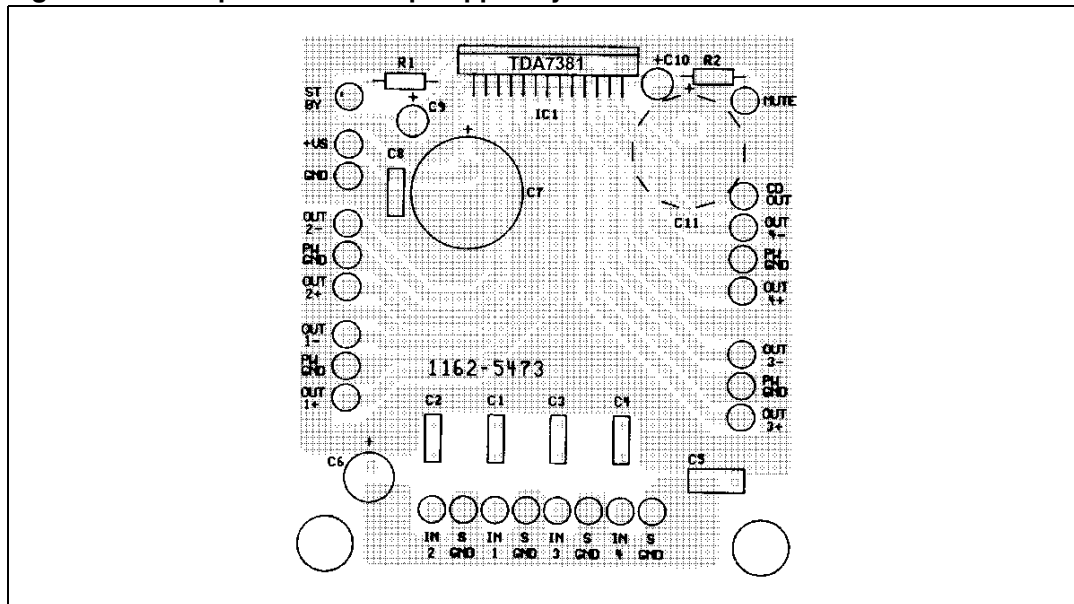 TDA7381
+C10
R2
R1
ST BY
+
C9
IC1
+
MUTE
+VS
C8
+
GND
C7
CD OUT
OUT 2-
C11
OUT 4-
PW GND
PW GND
OUT 2+
OUT 4+
OUT 1-
OUT 3-
PW GND
1162-5473
PW GND
OUT 1+
C2
C1
C3
C4
OUT 3+
+
C6
C5
IN 2
S GND
IN 1
S GND
IN 3
S GND
IN 4
S GND